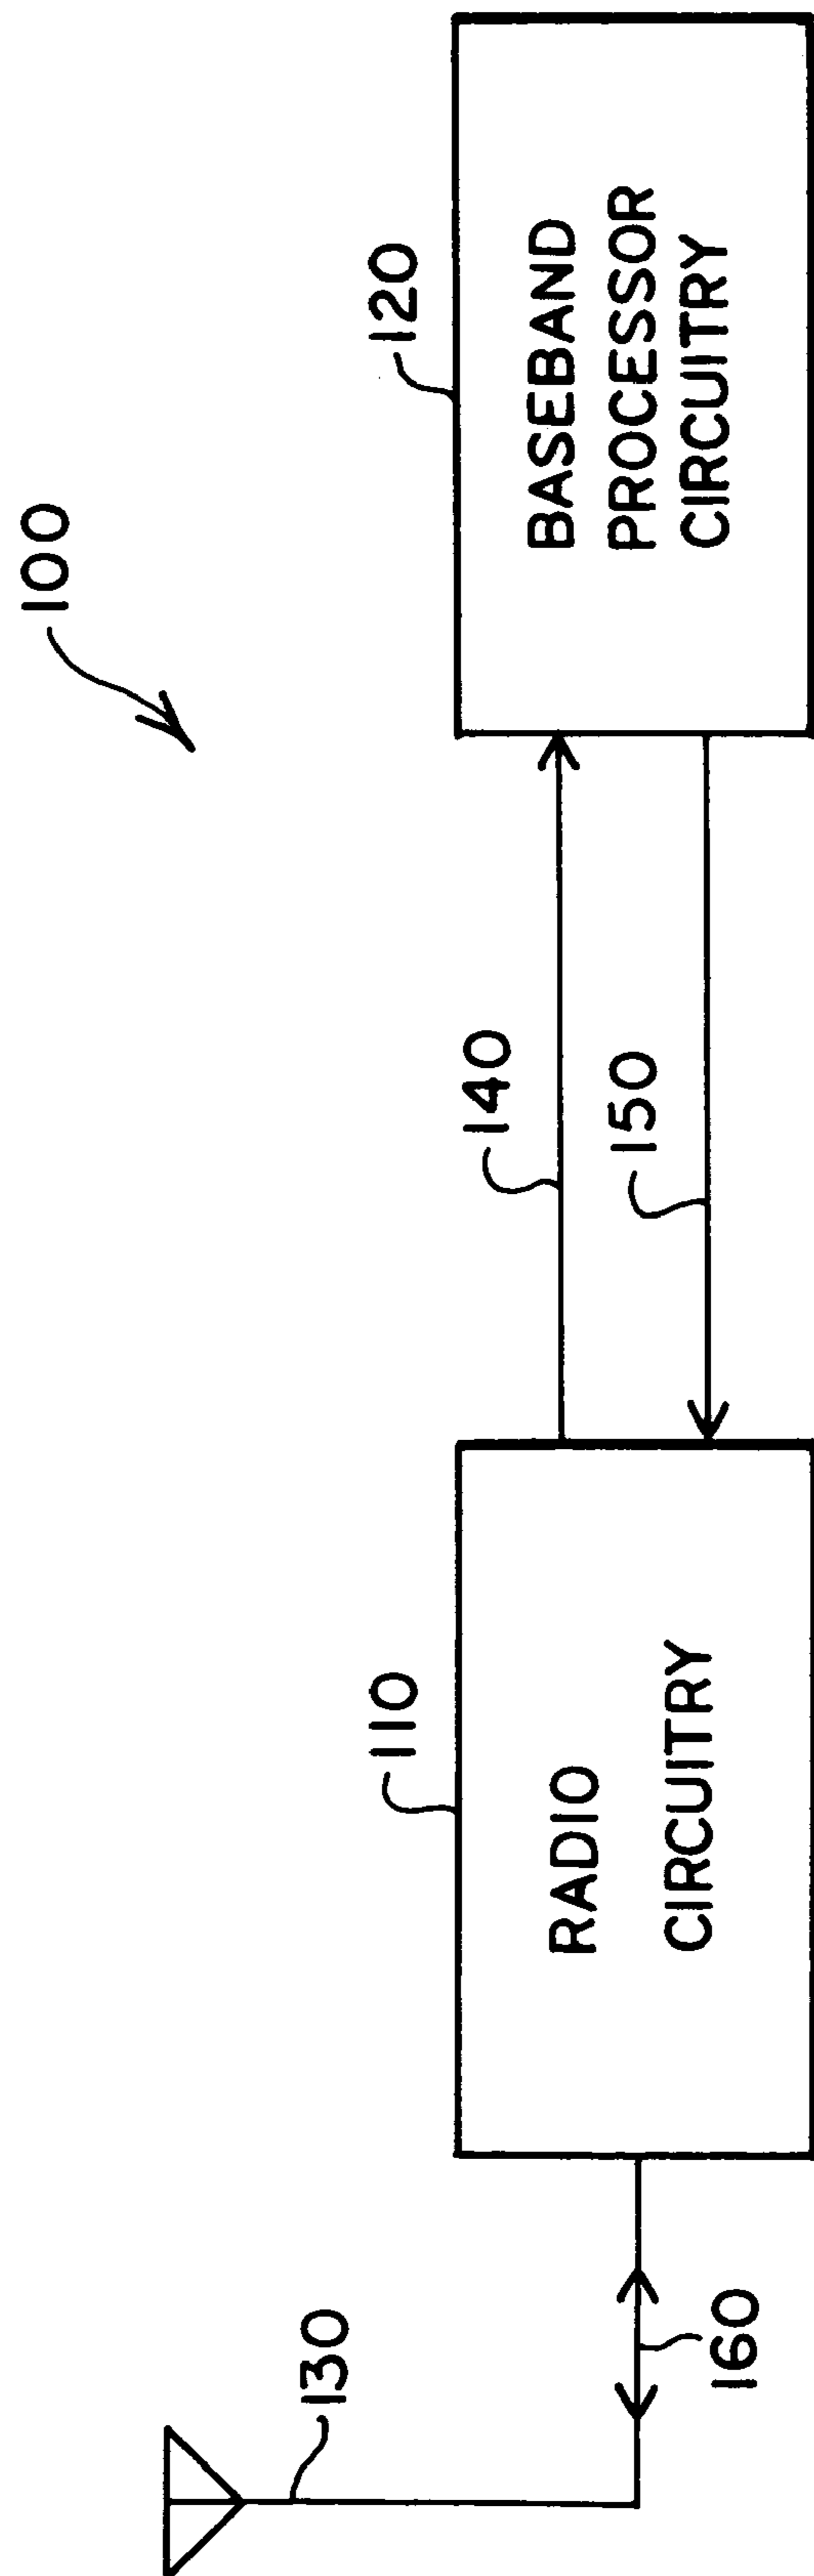 100
120
BASEBAND
PROCESSOR
CIRCUITRY
140
150
110
RADIO
CIRCUITRY
130
160